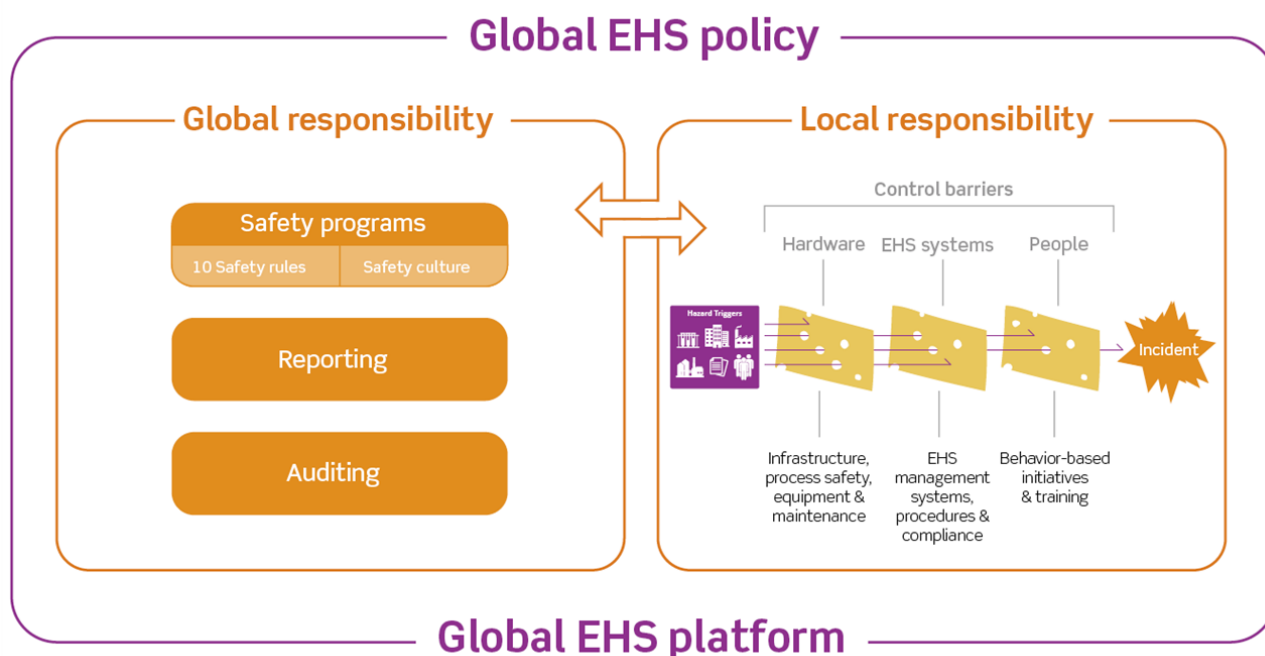 Global EHS policy
Global responsibility
Safety programs
10 Safety rules
Safety culture
Reporting
Auditing
Local responsibility
Control barriers
Hardware
EHS systems
People
Hazard Triggers
Incident
Infrastructure,
process safety,
equipment &
maintenance
EHS
management
systems,
procedures &
compliance
Behavior-based
initiatives
& training
Global EHS platform